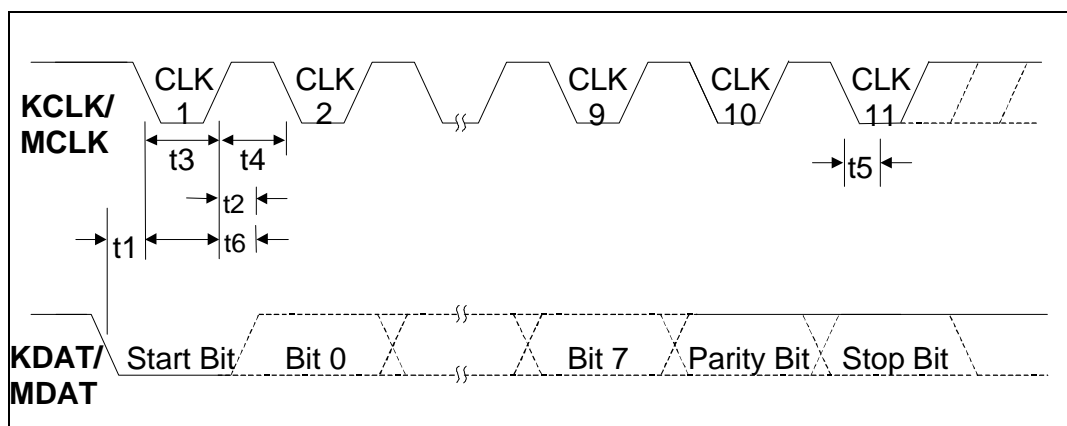 KCLK/
MCLK
CLK
1
CLK
2
CLK
9
CLK
10
CLK
11
t3
t4
t5
t2
t1
t6
KDAT/
MDAT
Start Bit
Bit 0
Bit 7
Parity Bit
Stop Bit